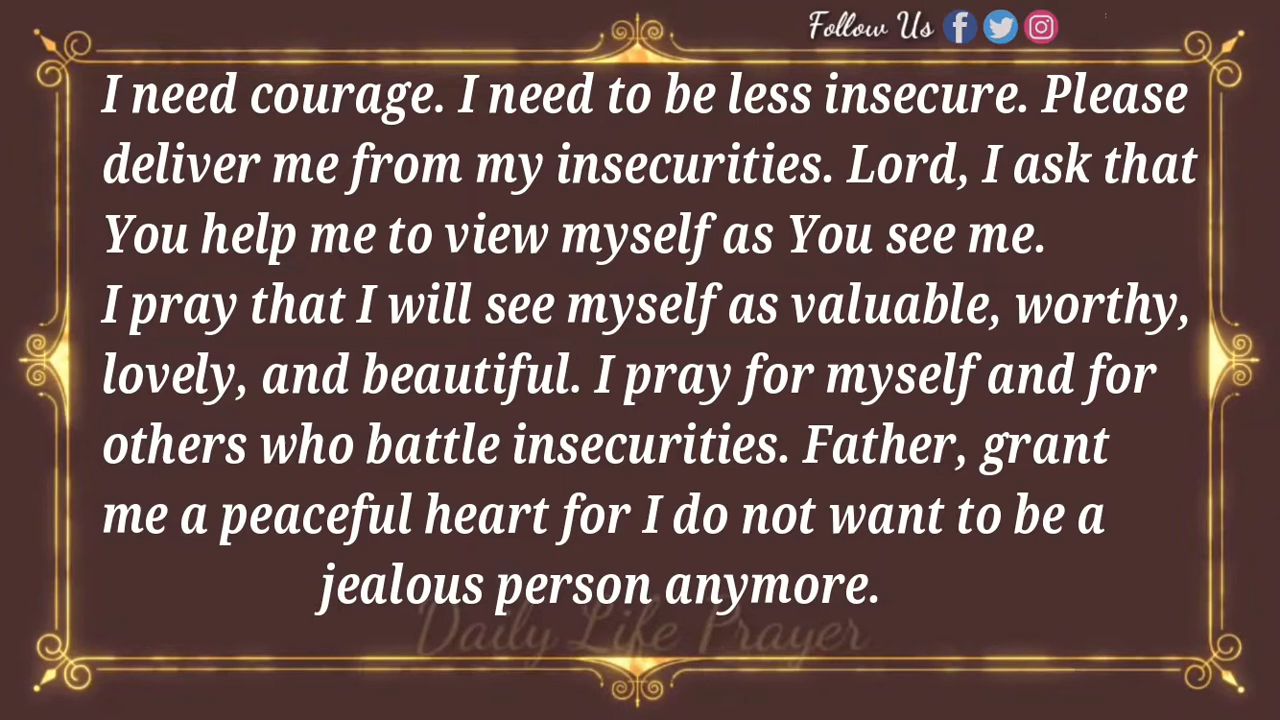 Follow Us
I need courage. I need to be less insecure. Please
deliver me from my insecurities. Lord, I ask that
You help me to view myself as You see me.
I pray that I will see myself as valuable, worthy,
lovely, and beautiful. I pray for myself and for
others who battle insecurities. Father, grant
me a peaceful heart for I do not want to be a
jealous person anymore.
Daily Life Prayer